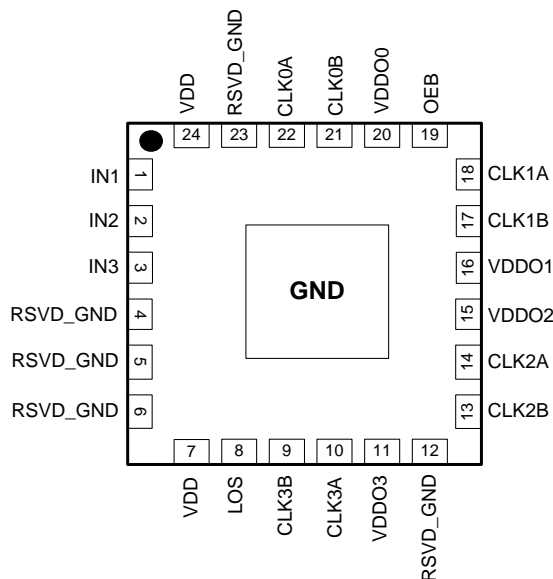 VDD
RSVD_GND
CLK0A
CLK0B
VDDO0
OEB
24
23
22
21
20
19
IN1
1
18
CLK1A
IN2
2
17
CLK1B
IN3
3
16
VDDO1
GND
RSVD_GND
4
15
VDDO2
RSVD_GND
5
14
CLK2A
RSVD_GND
6
13
CLK2B
7
8
9
10
11
12
VDD
LOS
CLK3B
CLK3A
VDDO3
RSVD_GND